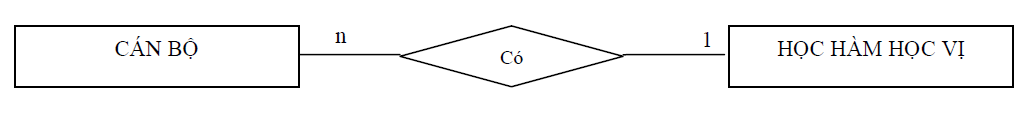 CÁN BỘ
n
Có
1
HỌC HÀM HỌC VỊ